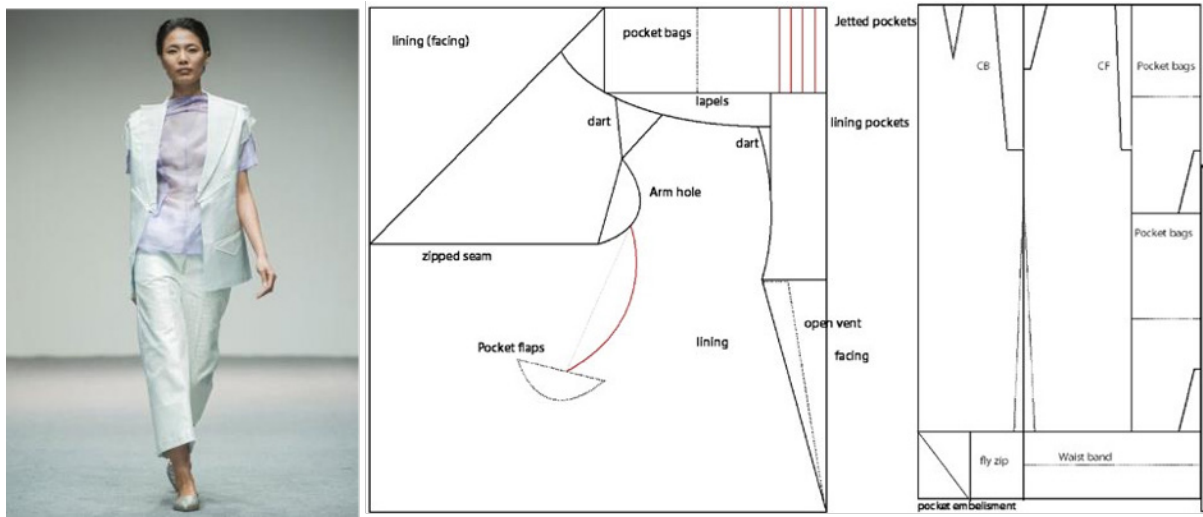 lining (facing)
pocket bags
lapels
dart
dart
Arm hole
zipped seam
Pocket flaps
lining
open vent
facing
Jetted pockets
lining pockets
CB
CF
Pocket bags
Pocket bags
fly zip
Waist band
pocket embelisment